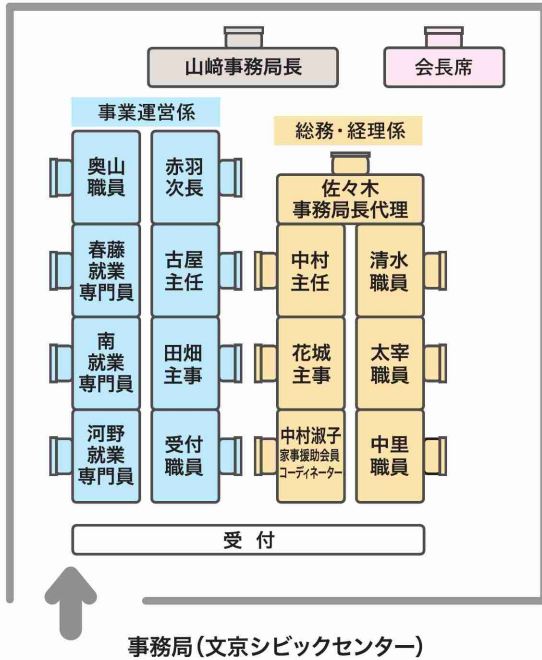 山﨑事務局長
会長席
事業運営係
総務・経理係
奥山
職員
赤羽
次長
佐々木
事務局長代理
春藤
就業
専門員
古屋
主任
中村
主任
清水
職員
南
就業
専門員
田畑
主事
花城
主事
太宰
職員
河野
就業
専門員
受付
職員
中村淑子
家事援助会員
コーディネーター
中里
職員
受付
事務局(文京シビックセンター)